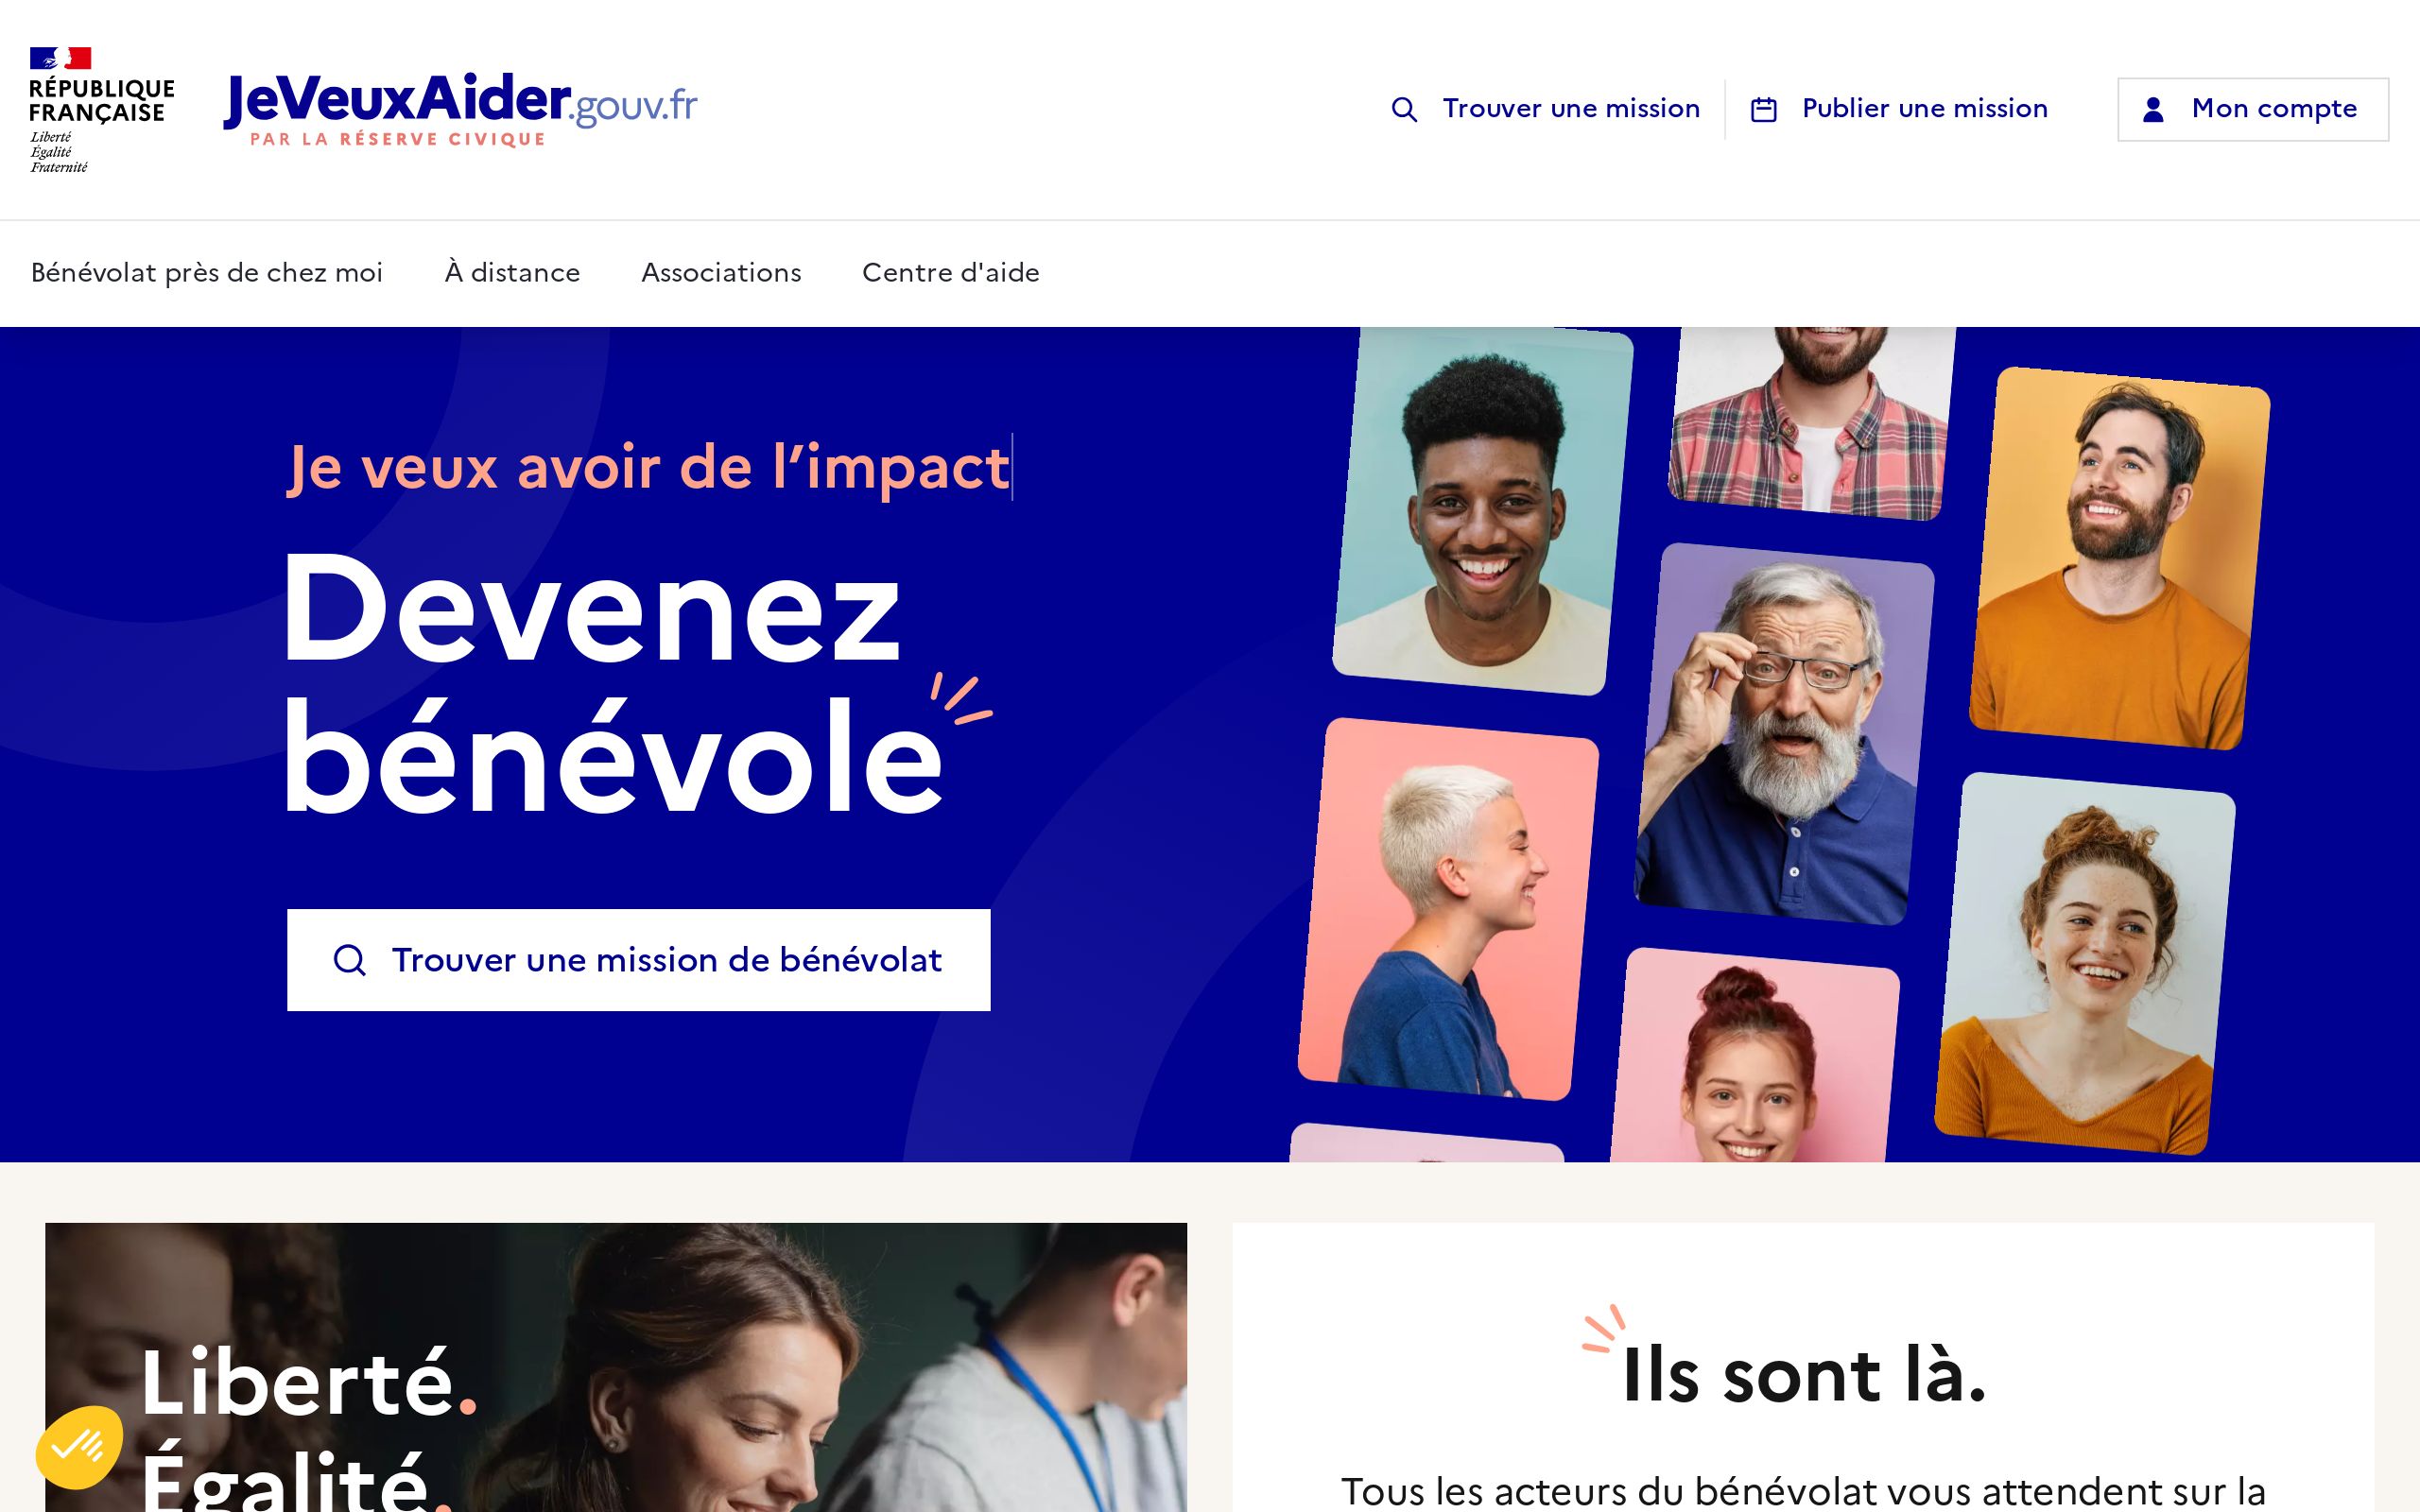 RÉPUBLIQUE
FRANÇAISE
Liberté
Égalité
Fraternité
JeVeuxAider.gouv.fr
PAR LA RÉSERVE CIVIQUE
Trouver une mission
Publier une mission
Mon compte
Bénévolat près de chez moi
À distance
Associations
Centre d'aide
Je veux avoir de l’impact
Devenez
bénévole
Trouver une mission de bénévolat
Liberté.
Égalité.
Ils sont là.
Tous les acteurs du bénévolat vous attendent sur la